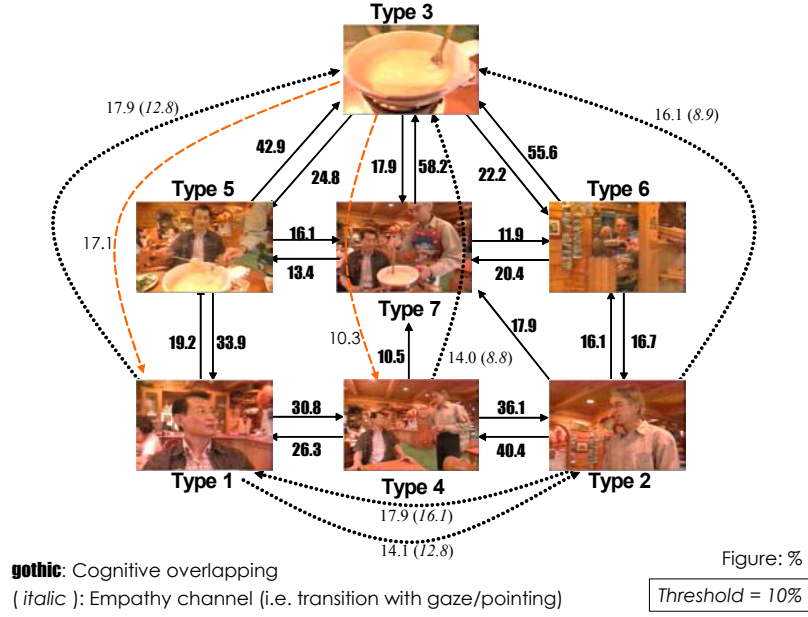 Type 3
17.9 (12.8)
16.1 (8.9)
42.9
24.8
17.9
58.2
22.2
55.6
Type 5
Type 6
17.1
16.1
13.4
11.9
20.4
Type 7
19.2
33.9
10.3
10.5
14.0 (8.8)
17.9
16.1
16.7
30.8
26.3
36.1
40.4
Type 1
Type 4
Type 2
17.9 (16.1)
14.1 (12.8)
gothic: Cognitive overlapping
( italic ): Empathy channel (i.e. transition with gaze/pointing)
Figure: %
Threshold = 10%